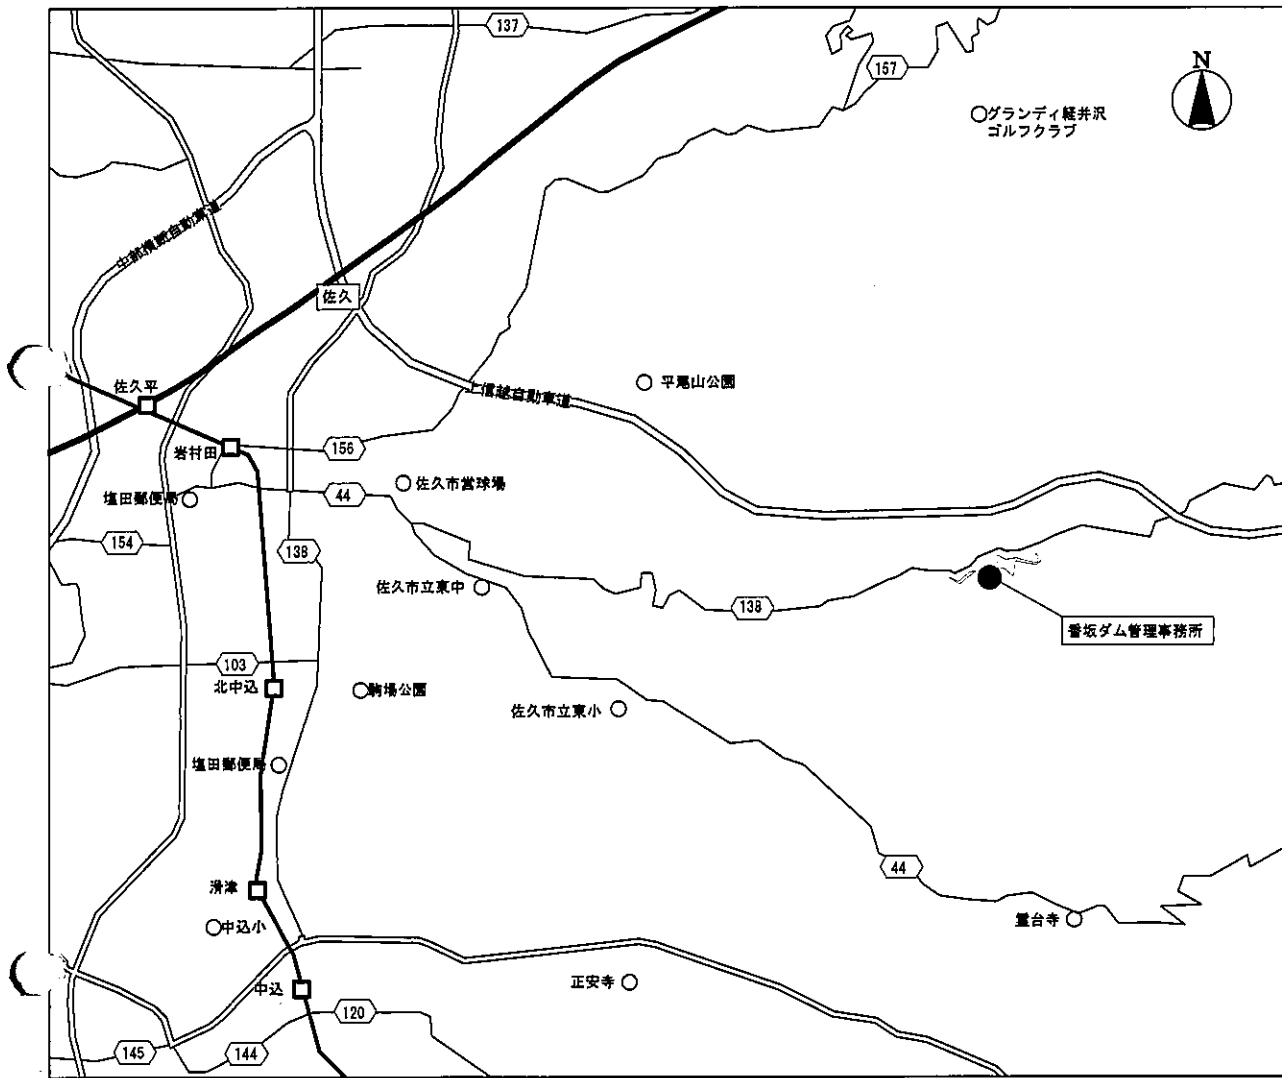 137
N
157
グランディ軽井沢
ゴルフクラブ
中部横断自動車道
佐久
佐久平
平尾山公園
信越自動車道
岩村田
156
佐久市営球場
塩田郵便局
44
154
138
佐久市立東中
138
香坂ダム管理事務所
103
北中込
駒場公園
佐久市立東小
塩田郵便局
44
滑津
中込小
霊台寺
正安寺
中込
120
145
144